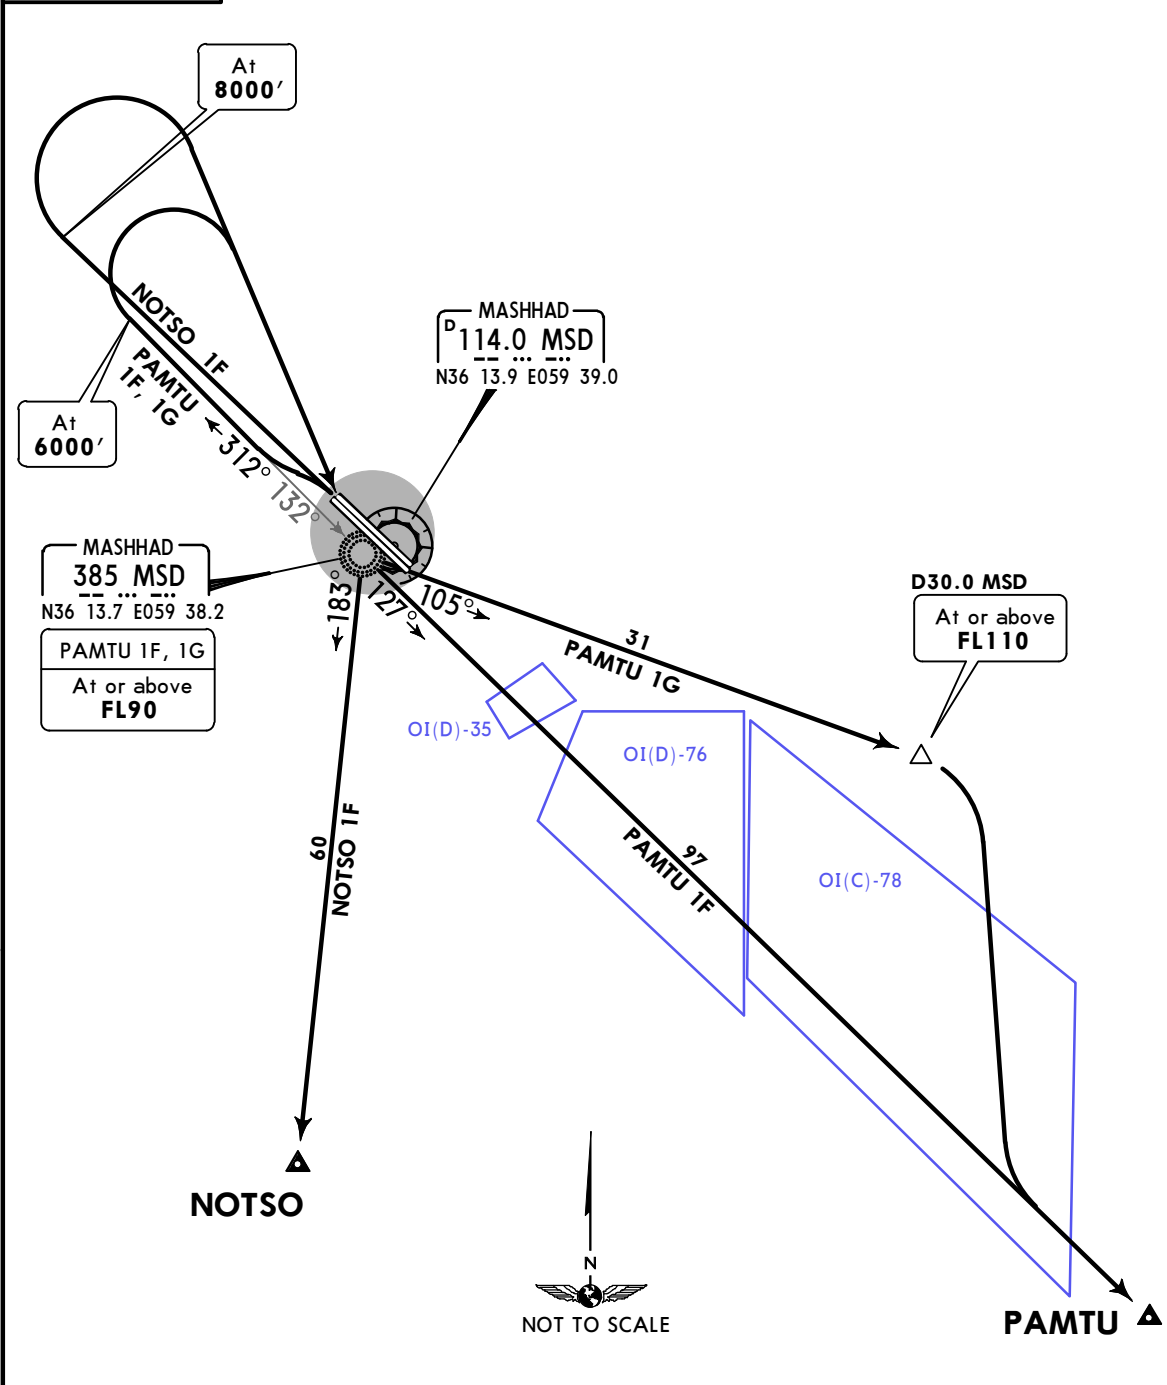 At
8000′
MASHHAD
D 114.0 MSD
N36 13.9 E059 39.0
NOTSO 1F
PAMTU
1F, 1G
At
6000′
312°
132°
MASHHAD
385 MSD
N36 13.7 E059 38.2
PAMTU 1F, 1G
At or above
FL90
183°
127°
105°
D30.0 MSD
At or above
FL110
31
PAMTU 1G
OI(D)-35
OI(D)-76
OI(C)-78
60
NOTSO 1F
97
PAMTU 1F
NOTSO
N
NOT TO SCALE
PAMTU